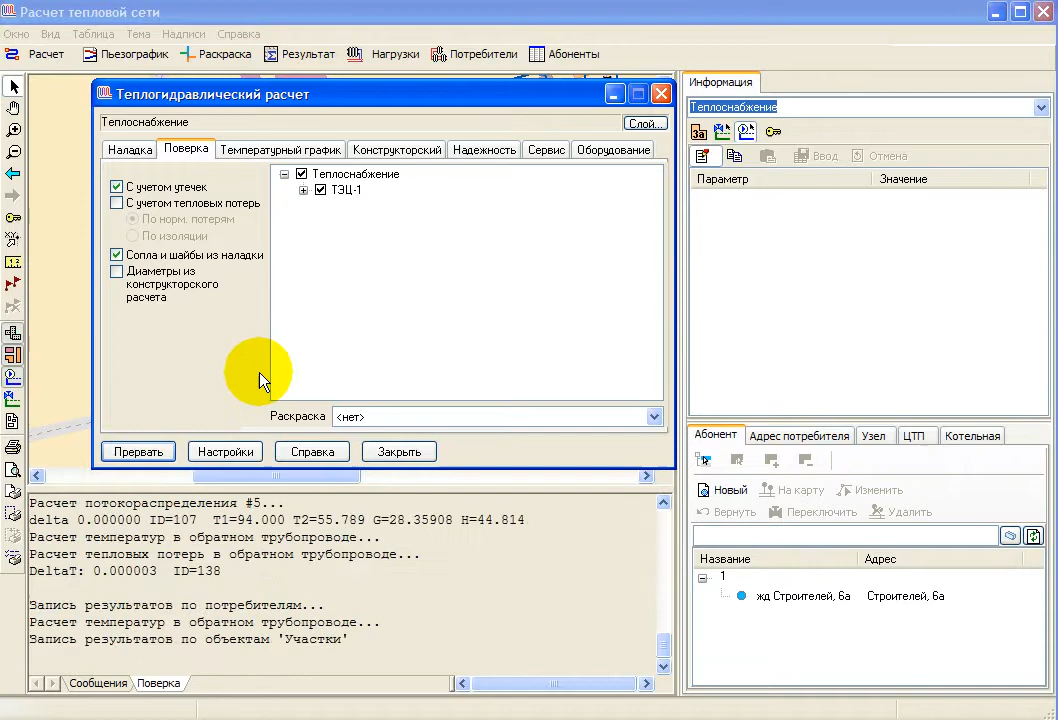 Расчет тепловой сети
Окно Вид Таблица Тема Надписи Справка
Расчет Пьезографик Раскраска Результат Нагрузки Потребители Абоненты
Теплогидравлический расчет
Теплоснабжение
Слой...
Наладка Поверка Температурный график Конструкторский Надежность Сервис Оборудование
С учетом утечек
С учетом тепловых потерь
По норм. потерям
По изоляции
Сопла и шайбы из наладки
Диаметры из
конструкторского
расчета
Теплоснабжение
ТЭЦ-1
Раскраска <нет>
Прервать Настройки Справка Закрыть
Расчет потокораспределения #5...
delta 0.000000 ID=107 T1=94.000 T2=55.789 G=28.35908 H=44.814
Расчет температур в обратном трубопроводе...
Расчет тепловых потерь в обратном трубопроводе...
DeltaT: 0.000003 ID=138
Запись результатов по потребителям...
Расчет температур в обратном трубопроводе...
Запись результатов по объектам 'Участки'
Сообщения Поверка
Информация
Теплоснабжение
Ввод Отмена
Параметр Значение
Абонент Адрес потребителя Узел ЦТП Котельная
Новый На карту Изменить
Вернуть Переключить Удалить
Название Адрес
1
жд Строителей, 6а Строителей, 6а